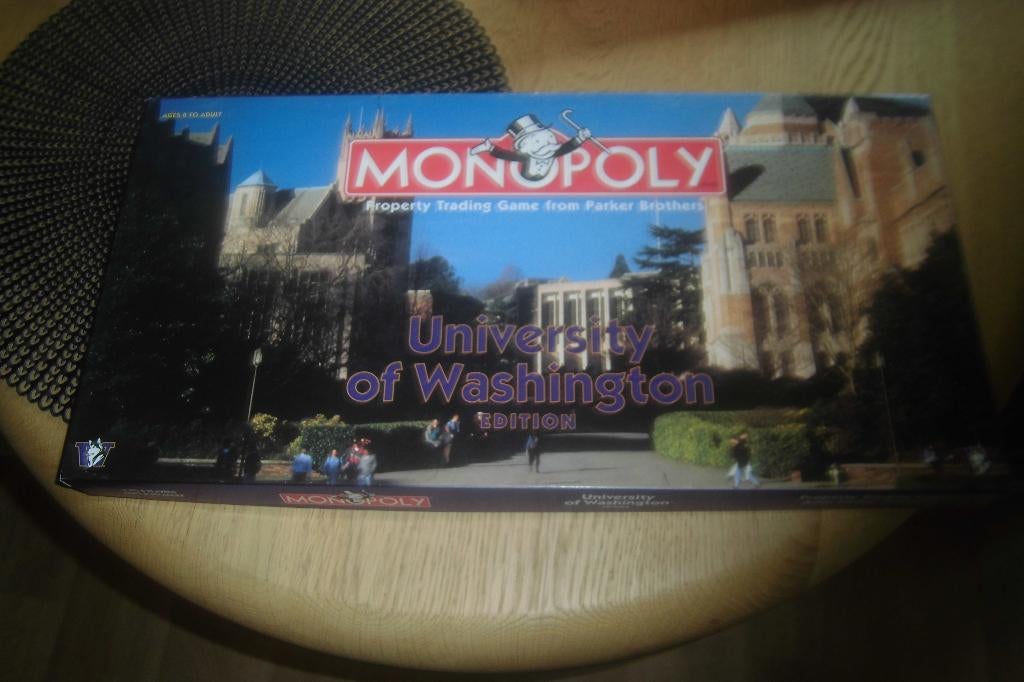 AGES 8 TO ADULT
MONOPOLY
Property Trading Game from Parker Brothers
University
of Washington
EDITION
W
MONOPOLY
University
of Washington